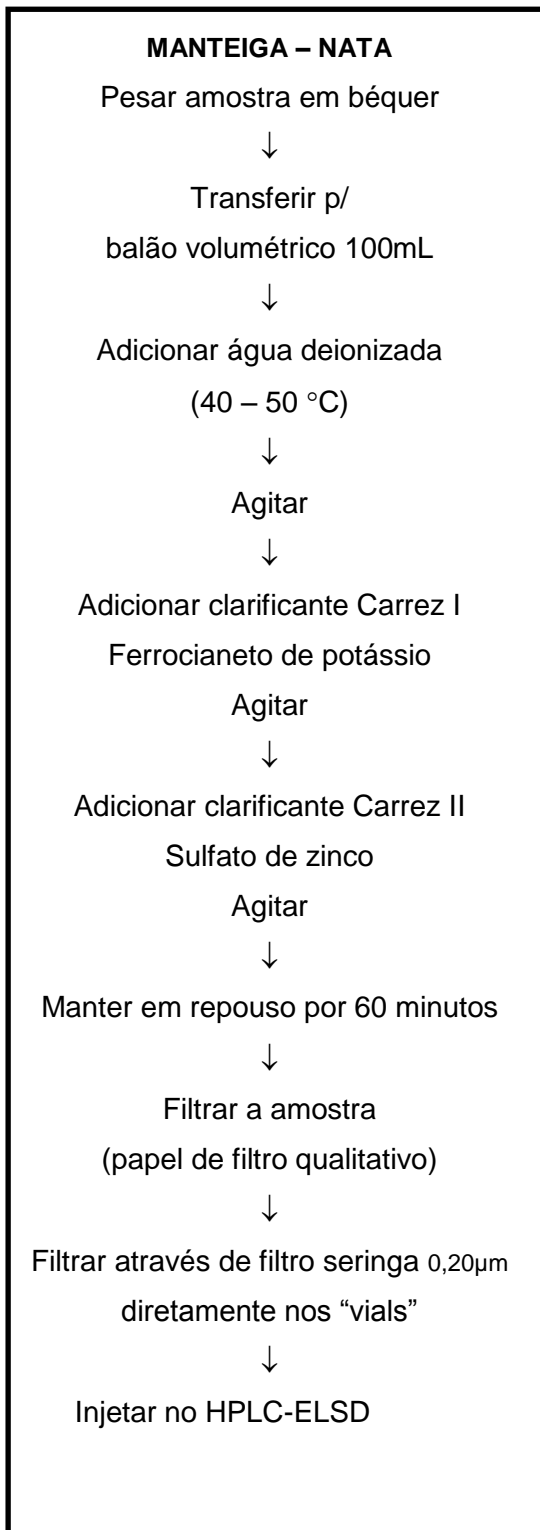 MANTEIGA – NATA
Pesar amostra em béquer
↓
Transferir p/
balão volumétrico 100mL
↓
Adicionar água deionizada
(40 – 50 °C)
↓
Agitar
↓
Adicionar clarificante Carrez I
Ferrocianeto de potássio
Agitar
↓
Adicionar clarificante Carrez II
Sulfato de zinco
Agitar
↓
Manter em repouso por 60 minutos
↓
Filtrar a amostra
(papel de filtro qualitativo)
↓
Filtrar através de filtro seringa 0,20µm
diretamente nos “vials”
↓
Injetar no HPLC-ELSD